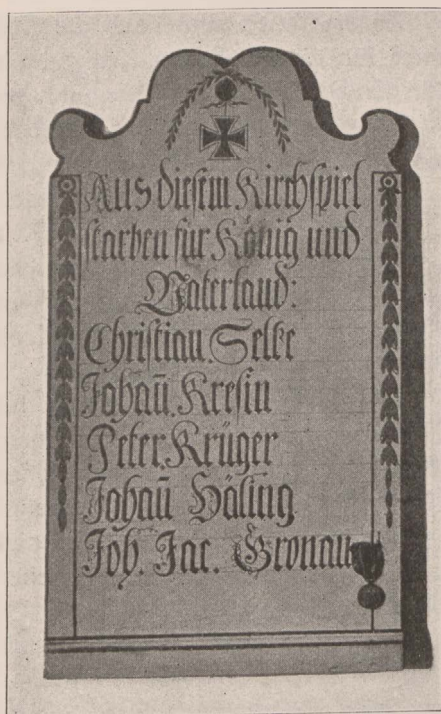 Aus diesem Kirchspiel
starben für König und
Vaterland:
Christian Selke
Johan̄ Kresin
Peter Krüger
Johan̄ Häling
Joh. Jac. Gronau